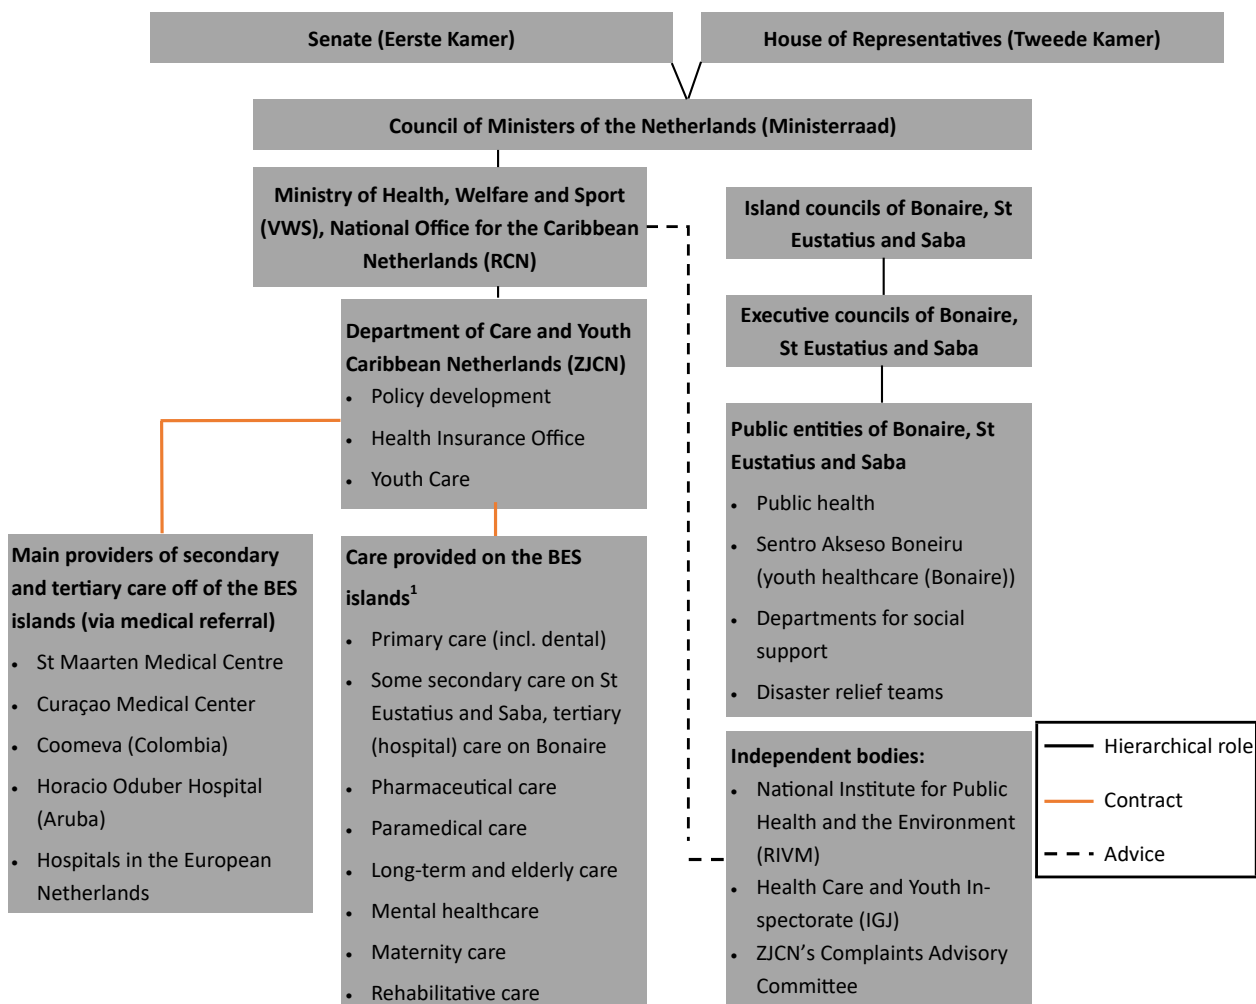 Senate (Eerste Kamer)
House of Representatives (Tweede Kamer)
Council of Ministers of the Netherlands (Ministerraad)
Ministry of Health, Welfare and Sport
(VWS), National Office for the Caribbean
Netherlands (RCN)
Island councils of Bonaire, St
Eustatius and Saba
Executive councils of Bonaire,
St Eustatius and Saba
Department of Care and Youth
Caribbean Netherlands (ZJCN)
• Policy development
• Health Insurance Office
• Youth Care
Public entities of Bonaire, St
Eustatius and Saba
• Public health
• Sentro Akseso Boneiru
(youth healthcare (Bonaire))
• Departments for social
support
• Disaster relief teams
Main providers of secondary
and tertiary care off of the BES
islands (via medical referral)
• St Maarten Medical Centre
• Curaçao Medical Center
• Coomeva (Colombia)
• Horacio Oduber Hospital
(Aruba)
• Hospitals in the European
Netherlands
Care provided on the BES
islands¹
• Primary care (incl. dental)
• Some secondary care on St
Eustatius and Saba, tertiary
(hospital) care on Bonaire
• Pharmaceutical care
• Paramedical care
• Long-term and elderly care
• Mental healthcare
• Maternity care
• Rehabilitative care
Independent bodies:
• National Institute for Public
Health and the Environment
(RIVM)
• Health Care and Youth In-
spectorate (IGJ)
• ZJCN's Complaints Advisory
Committee
Hierarchical role
Contract
Advice